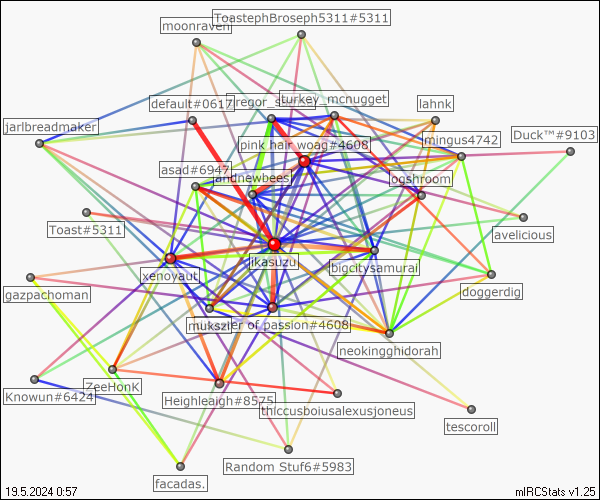 ToastephBroseph5311#5311
moonraven
default#0617
turkey_mcnugget
lahnk
jarlbreadmaker
mingus4742
Duck™#9103
pink hair woag#4608
asad#6947
andnewbees
ogshroom
Toast#5311
avelicious
ikasuzu
xenoyaut
bigcitysamurai
gazpachoman
doggerdig
of passion#4608
neokingghidorah
ZeeHonK
Knowun#6424
Heighleaigh#8575
thiccusboiusalexusjoneus
tescoroll
Random Stuf6#5983
facadas.
19.5.2024 0:57
mIRCStats v1.25